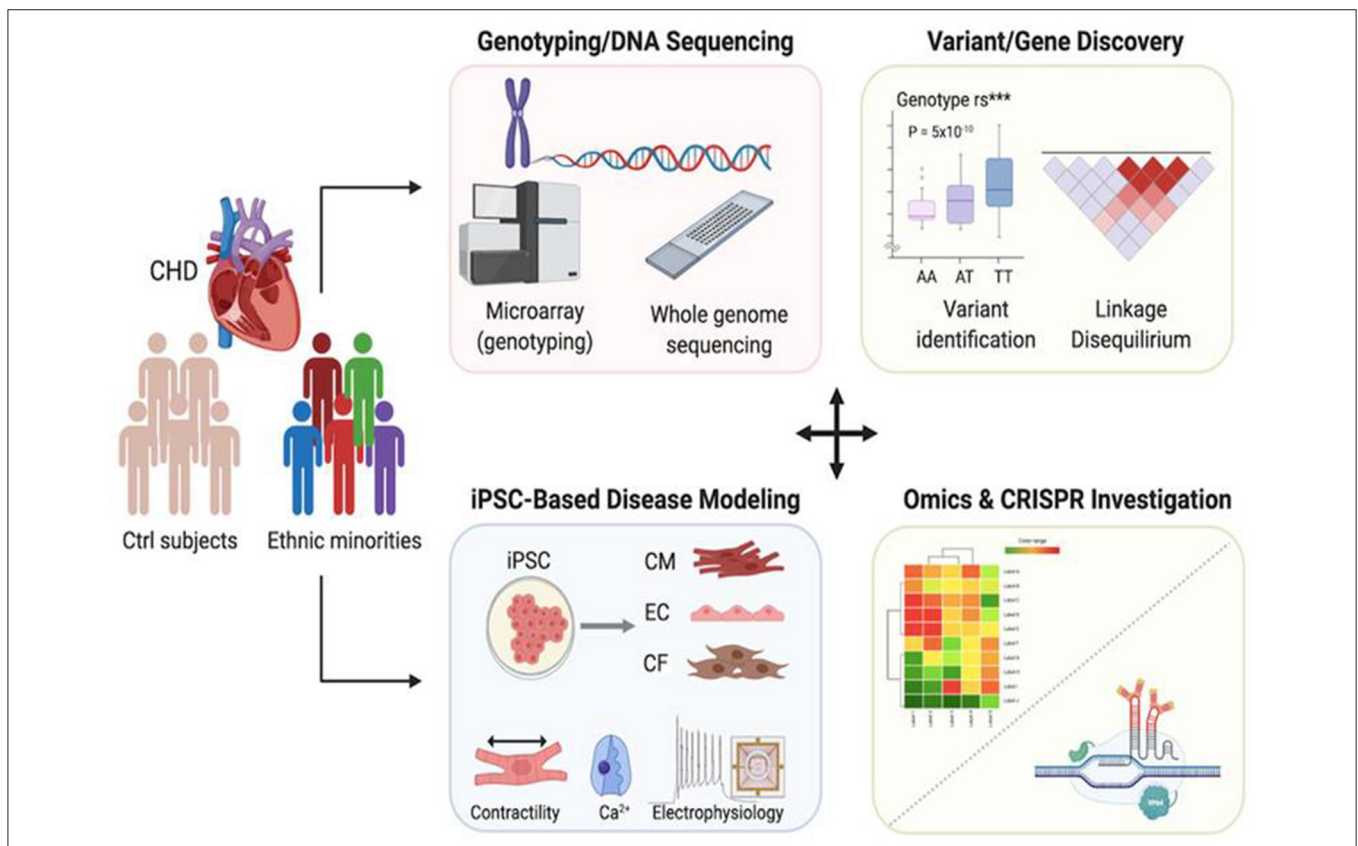 Genotyping/DNA Sequencing
Variant/Gene Discovery
Genotype rs***
P = 5x10⁻¹⁰
AA
AT
TT
Microarray
(genotyping)
Whole genome
sequencing
Variant
identification
Linkage
Disequilirium
CHD
Ctrl subjects
Ethnic minorities
iPSC-Based Disease Modeling
iPSC
CM
EC
CF
Contractility
Ca²⁺
Electrophysiology
Omics & CRISPR Investigation
Color range